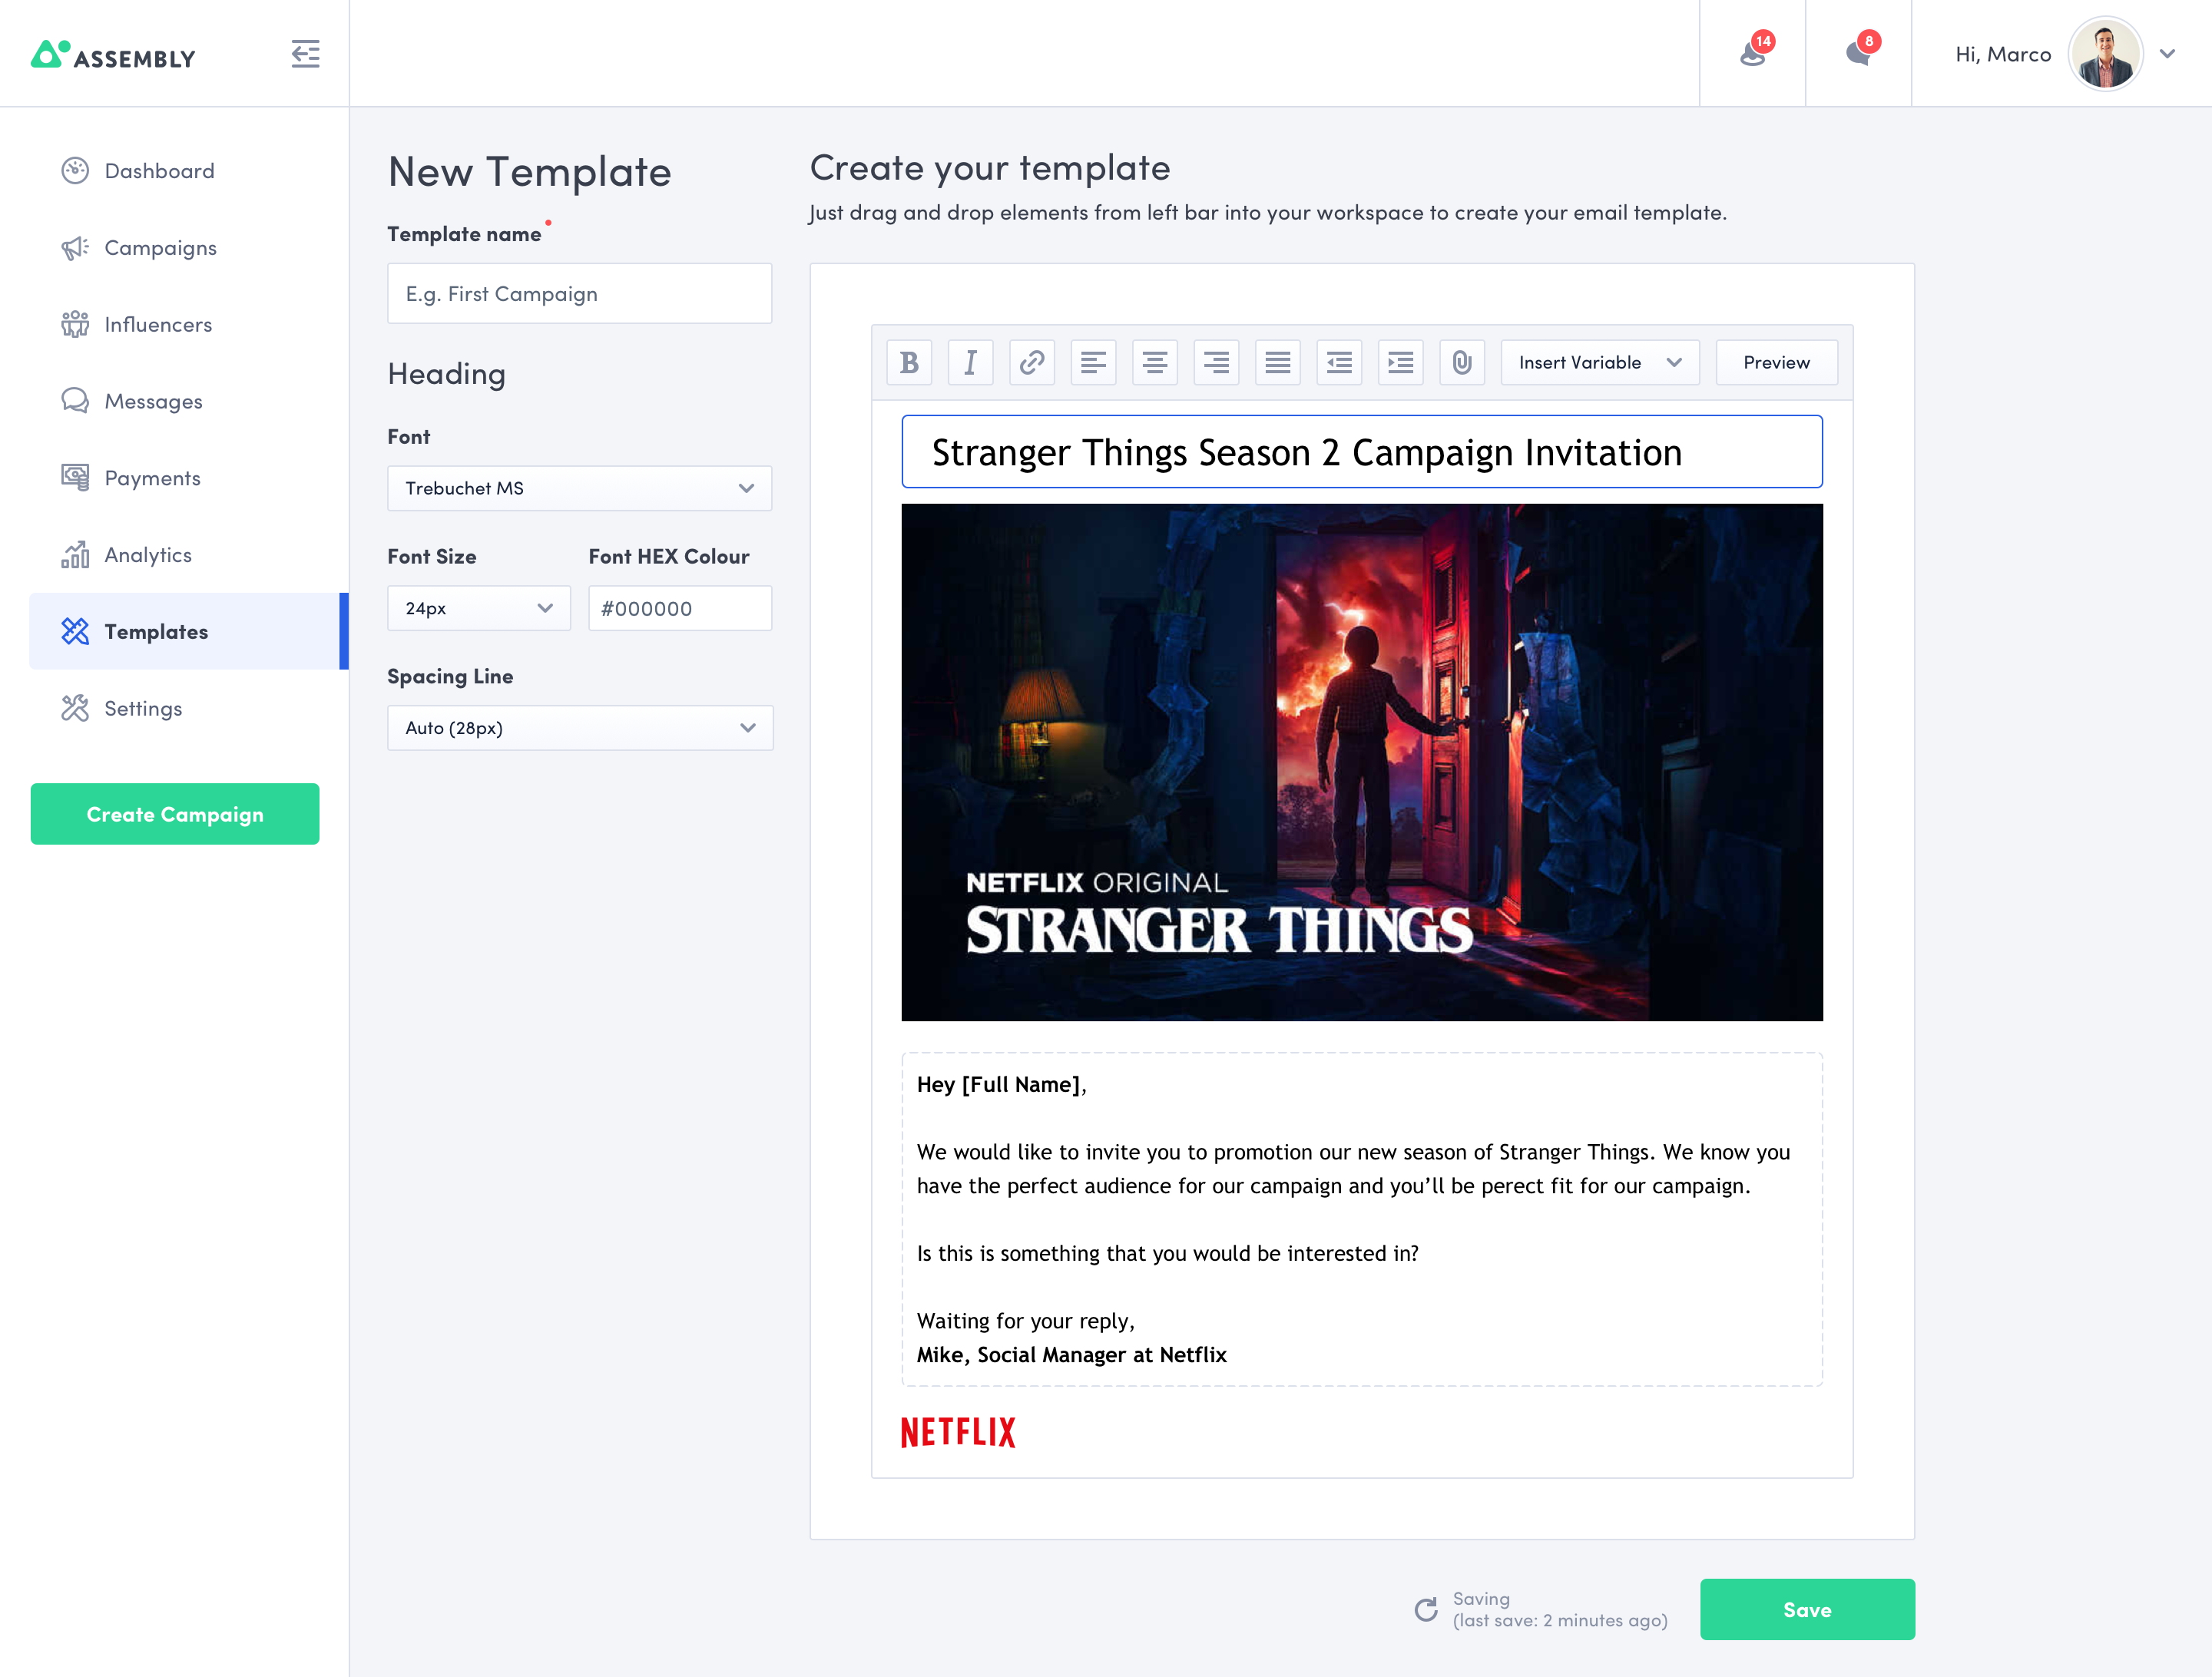 ASSEMBLY
14
8
Hi, Marco
Dashboard
Campaigns
Influencers
Messages
Payments
Analytics
Templates
Settings
Create Campaign
New Template
Template name
E.g. First Campaign
Heading
Font
Trebuchet MS
Font Size
Font HEX Colour
24px
#000000
Spacing Line
Auto (28px)
Create your template
Just drag and drop elements from left bar into your workspace to create your email template.
B
I
Insert Variable
Preview
Stranger Things Season 2 Campaign Invitation
NETFLIX ORIGINAL
STRANGER THINGS
Hey [Full Name],
We would like to invite you to promotion our new season of Stranger Things. We know you
have the perfect audience for our campaign and you’ll be perect fit for our campaign.
Is this is something that you would be interested in?
Waiting for your reply,
Mike, Social Manager at Netflix
NETFLIX
Saving
(last save: 2 minutes ago)
Save